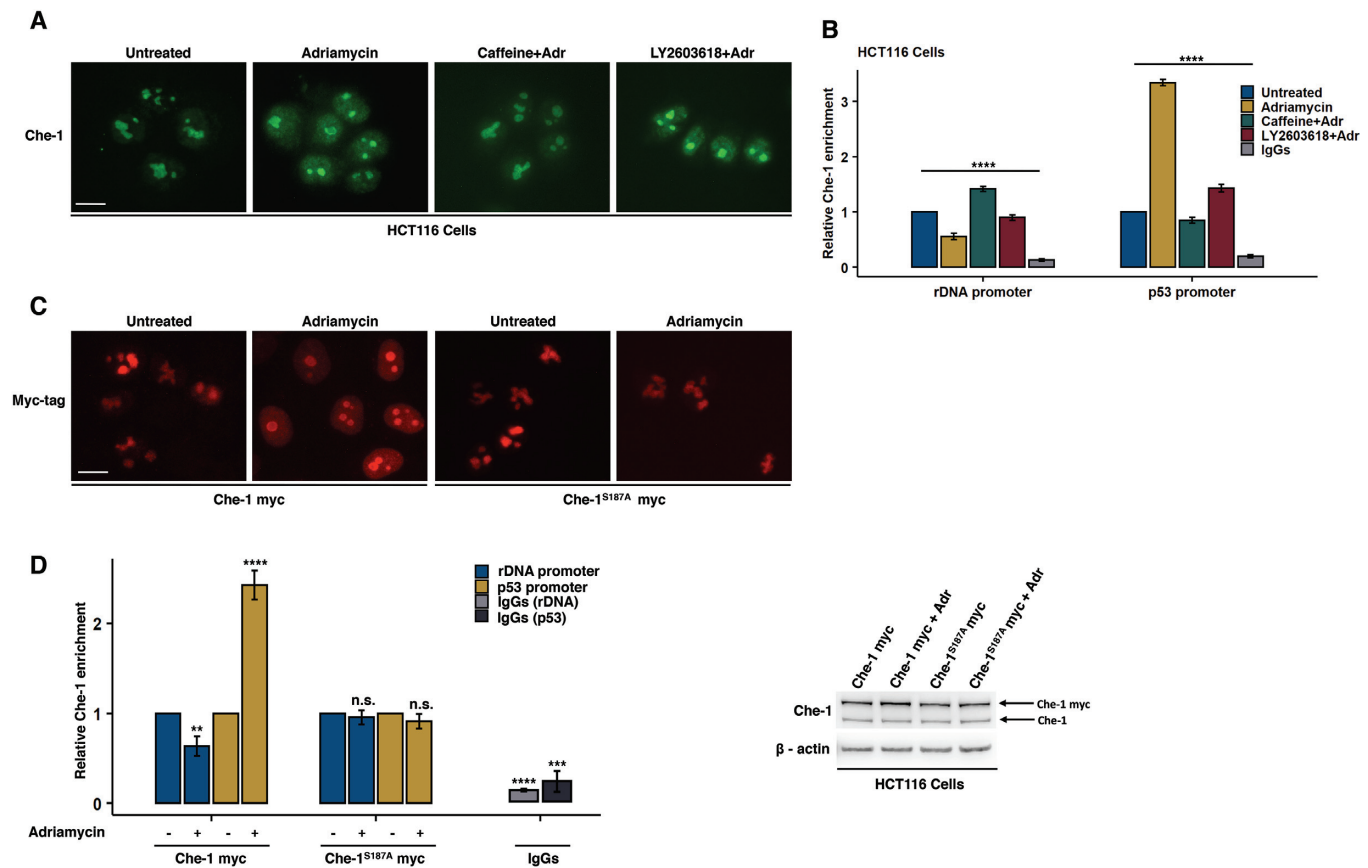 A
Untreated
Adriamycin
Caffeine+Adr
LY2603618+Adr
Che-1
HCT116 Cells
B
HCT116 Cells
Relative Che-1 enrichment
3
2
1
0
****
****
Untreated
Adriamycin
Caffeine+Adr
LY2603618+Adr
IgGs
rDNA promoter
p53 promoter
C
Untreated
Adriamycin
Untreated
Adriamycin
Myc-tag
Che-1 myc
Che-1S187A myc
D
Relative Che-1 enrichment
2
1
0
**
****
n.s.
n.s.
****
***
rDNA promoter
p53 promoter
IgGs (rDNA)
IgGs (p53)
Adriamycin
- + - +
- + - +
Che-1 myc
Che-1S187A myc
IgGs
Che-1 myc
Che-1 myc + Adr
Che-1S187A myc
Che-1S187A myc + Adr
Che-1
Che-1 myc
Che-1
β - actin
HCT116 Cells